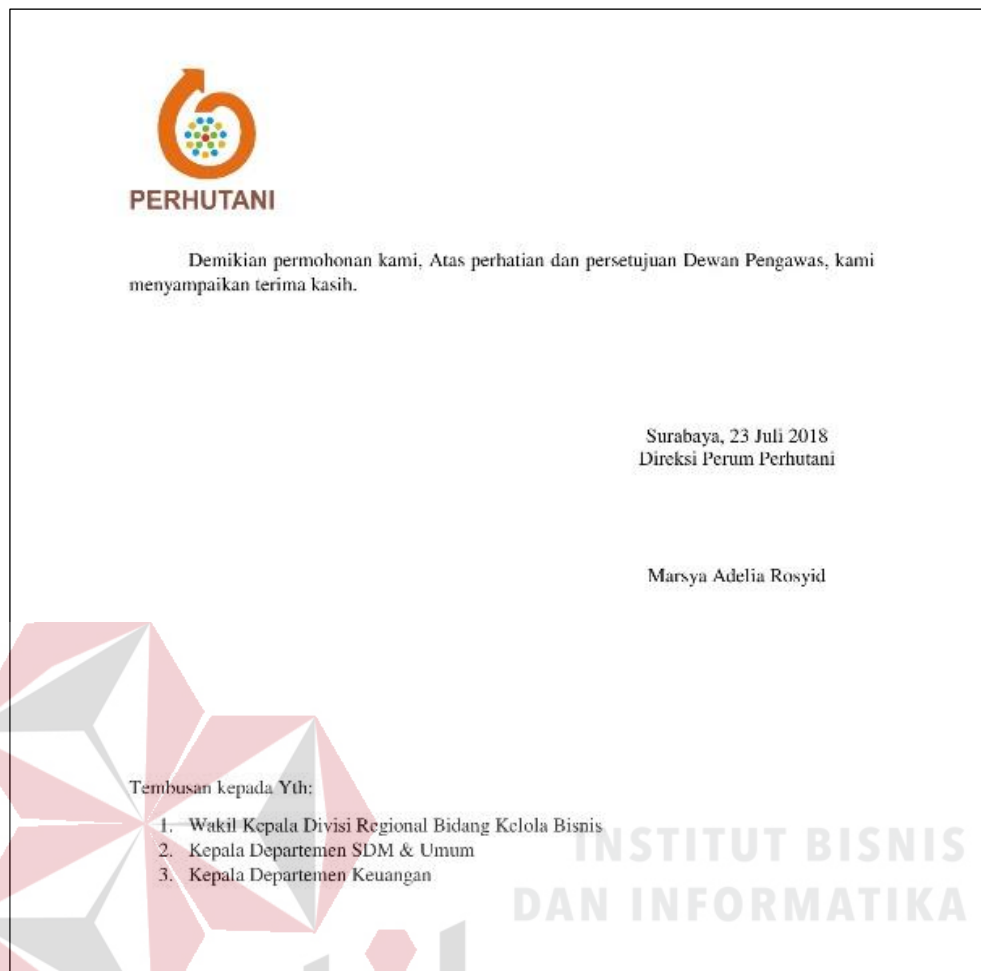 PERHUTANI
Demikian permohonan kami, Atas perhatian dan persetujuan Dewan Pengawas, kami
menyampaikan terima kasih.
Surabaya, 23 Juli 2018
Direksi Perum Perhutani
Marsya Adelia Rosyid
Tembusan kepada Yth:
1. Wakil Kepala Divisi Regional Bidang Kelola Bisnis
2. Kepala Departemen SDM & Umum
3. Kepala Departemen Keuangan
INSTITUT BISNIS
DAN INFORMATIKA